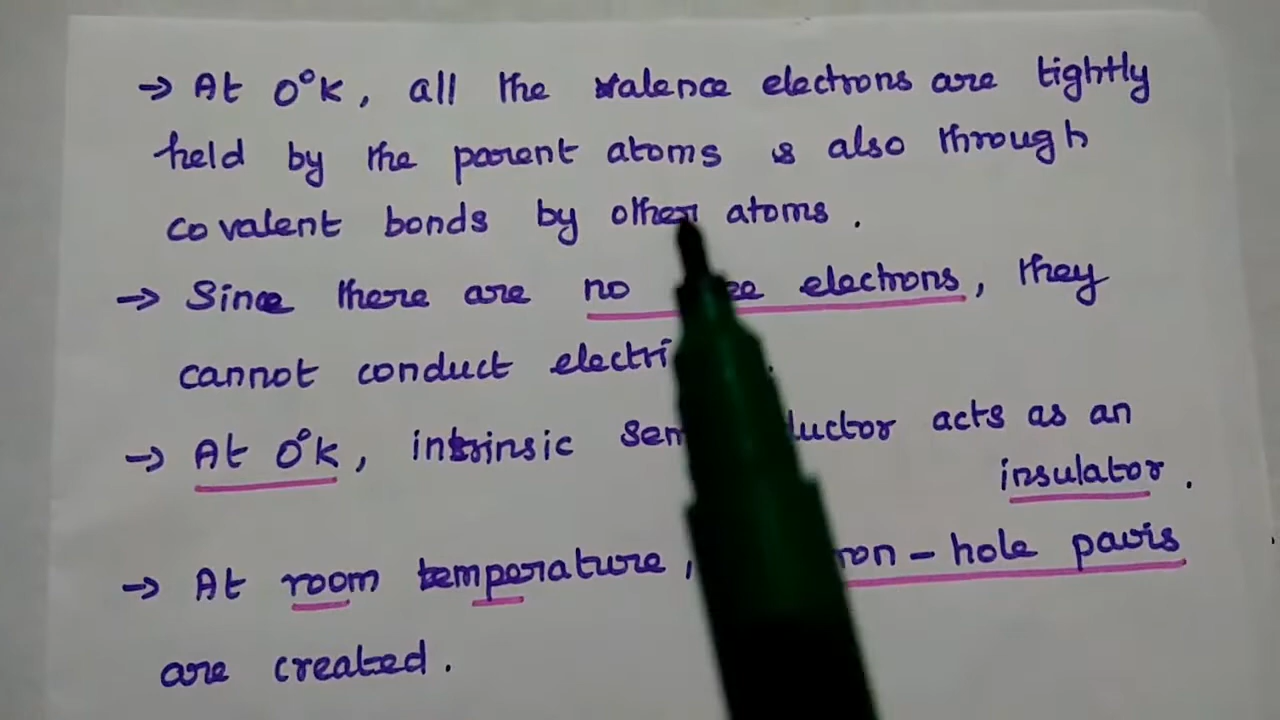 → At 0°K, all the valence electrons are tightly
held by the parent atoms is also through
covalent bonds by other atoms.
→ Since there are no electrons, they
cannot conduct
→ At 0°K, intrinsic acts as an
insulator.
→ At room temperature, - hole pairs
are created.